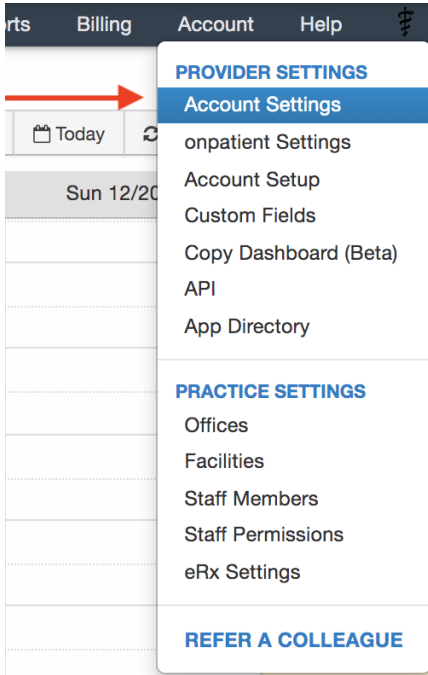 rts Billing Account Help
PROVIDER SETTINGS
Account Settings
Today
onpatient Settings
Account Setup
Sun 12/20
Custom Fields
Copy Dashboard (Beta)
API
App Directory
PRACTICE SETTINGS
Offices
Facilities
Staff Members
Staff Permissions
eRx Settings
REFER A COLLEAGUE